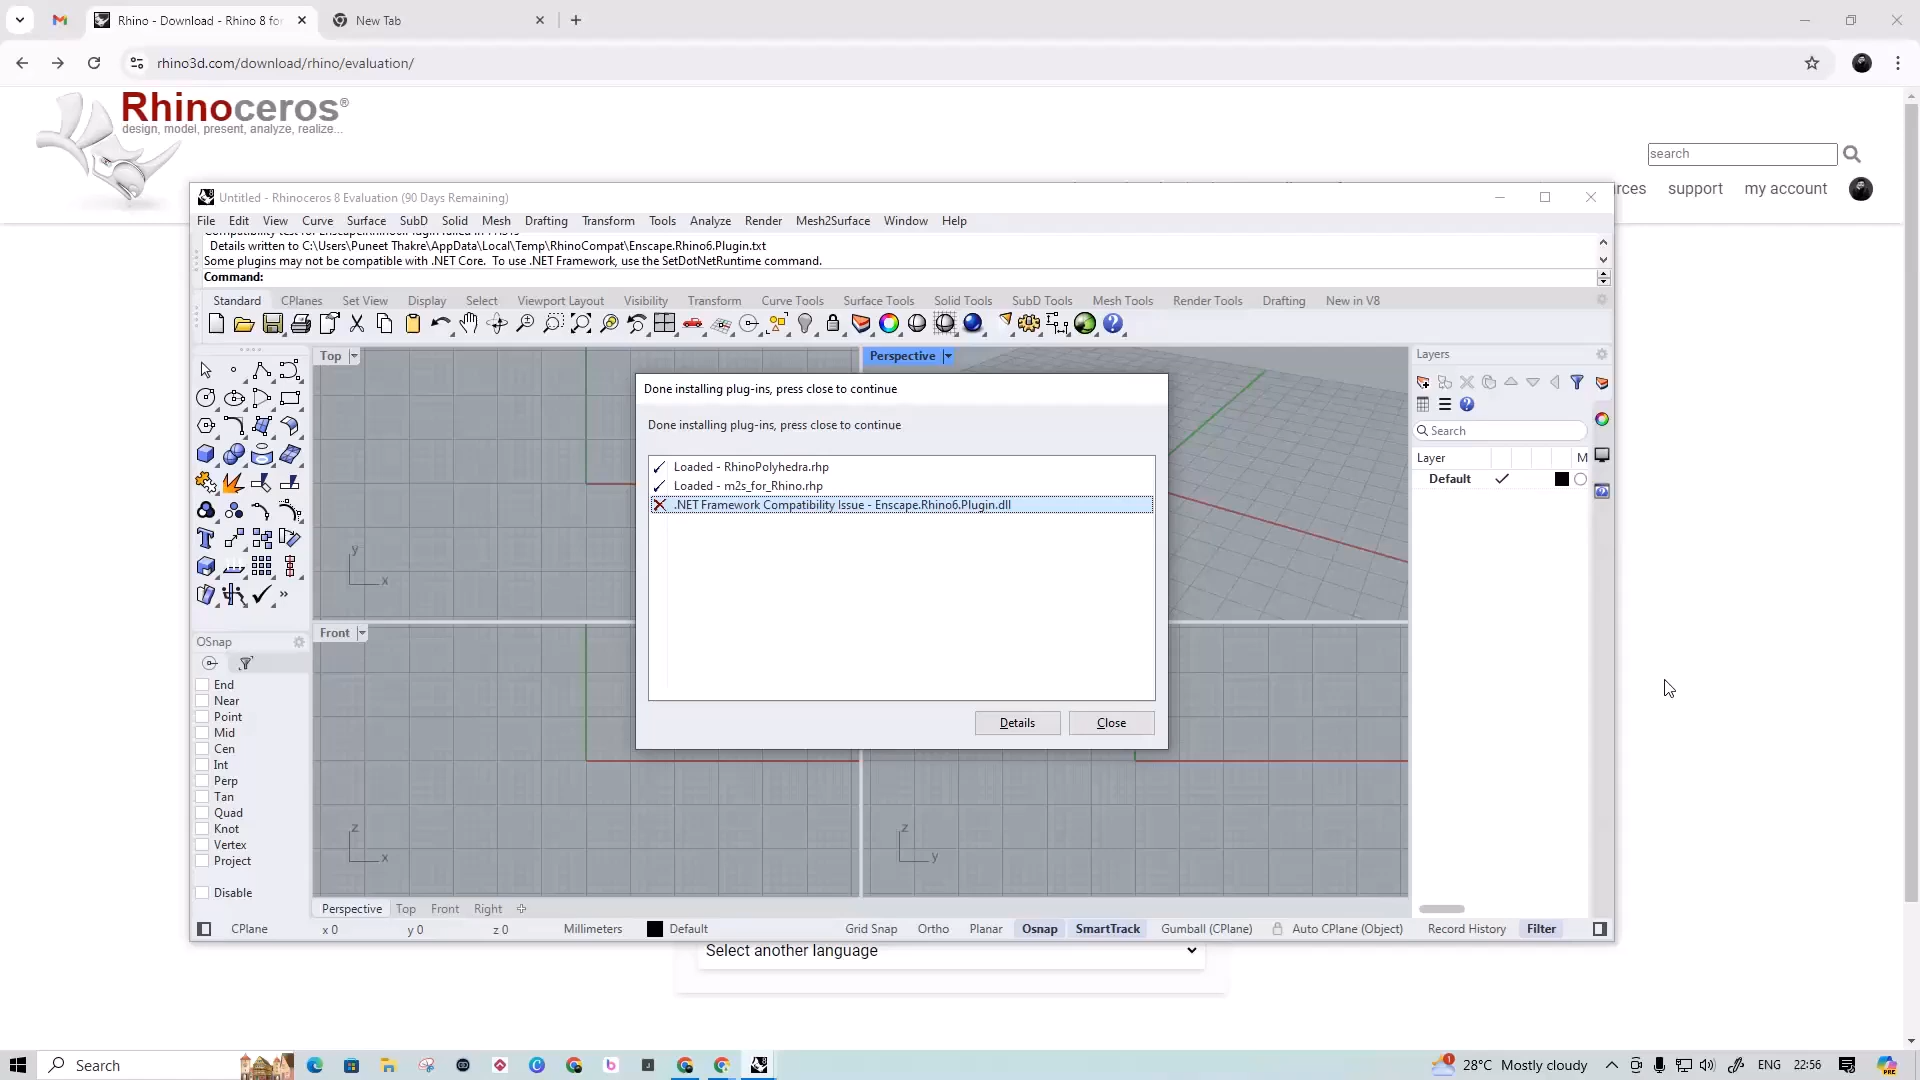 Rhino - Download - Rhino 8 for
New Tab
rhino3d.com/download/rhino/evaluation/
Rhinoceros®
design, model, present, analyze, realize...
search
support
my account
Untitled - Rhinoceros 8 Evaluation (90 Days Remaining)
File Edit View Curve Surface SubD Solid Mesh Drafting Transform Tools Analyze Render Mesh2Surface Window Help
Details written to C:\Users\Puneet Thakre\AppData\Local\Temp\RhinoCompat\Enscape.Rhino6.Plugin.txt
Some plugins may not be compatible with .NET Core. To use .NET Framework, use the SetDotNetRuntime command.
Command:
Standard CPlanes Set View Display Select Viewport Layout Visibility Transform Curve Tools Surface Tools Solid Tools SubD Tools Mesh Tools Render Tools Drafting New in V8
Top
Perspective
Layers
Search
Layer M
Default
Done installing plug-ins, press close to continue
Done installing plug-ins, press close to continue
Loaded - RhinoPolyhedra.rhp
Loaded - m2s_for_Rhino.rhp
.NET Framework Compatibility Issue - Enscape.Rhino6.Plugin.dll
Details Close
y
x
Front
z
x
z
y
OSnap
End
Near
Point
Mid
Cen
Int
Perp
Tan
Quad
Knot
Vertex
Project
Disable
Perspective Top Front Right
CPlane x 0 y 0 z 0 Millimeters Default Grid Snap Ortho Planar Osnap SmartTrack Gumball (CPlane) Auto CPlane (Object) Record History Filter
Select another language
Search
28°C Mostly cloudy
ENG
22:56